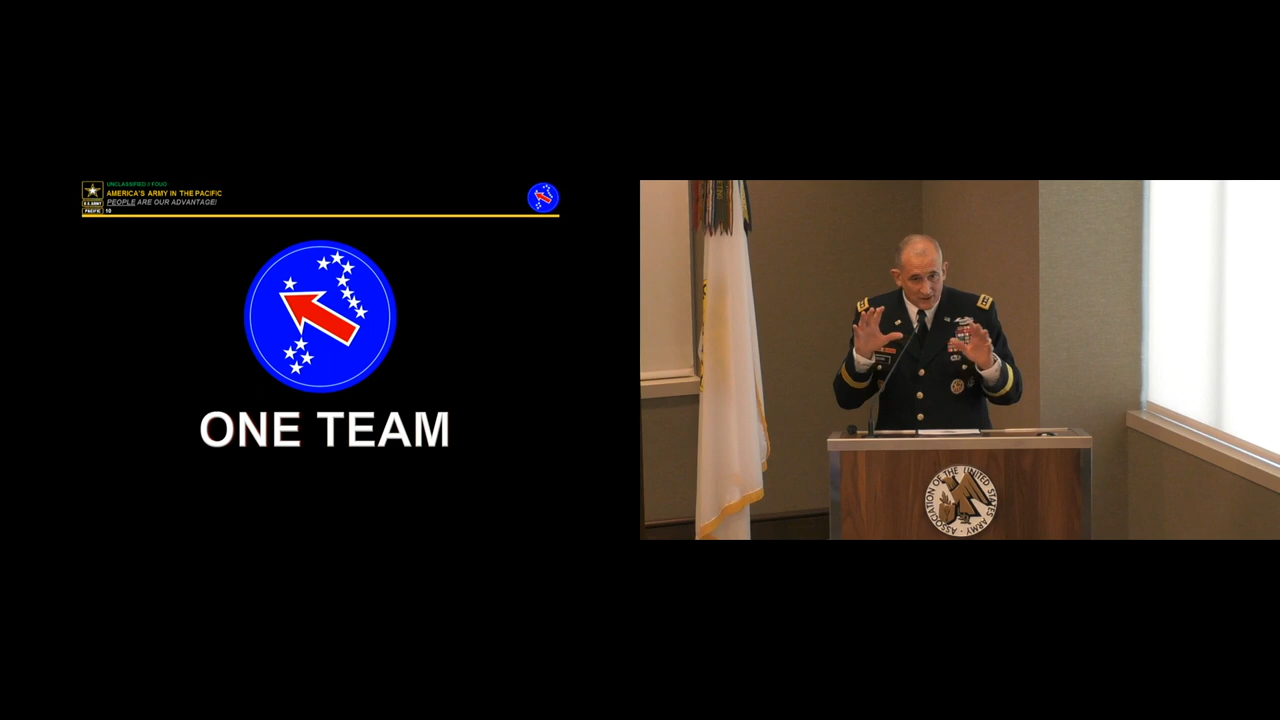 UNCLASSIFIED // FOUO
AMERICA'S ARMY IN THE PACIFIC
PEOPLE ARE OUR ADVANTAGE!
U.S. ARMY
PACIFIC 10
ONE TEAM
ASSOCIATION OF THE UNITED STATES ARMY